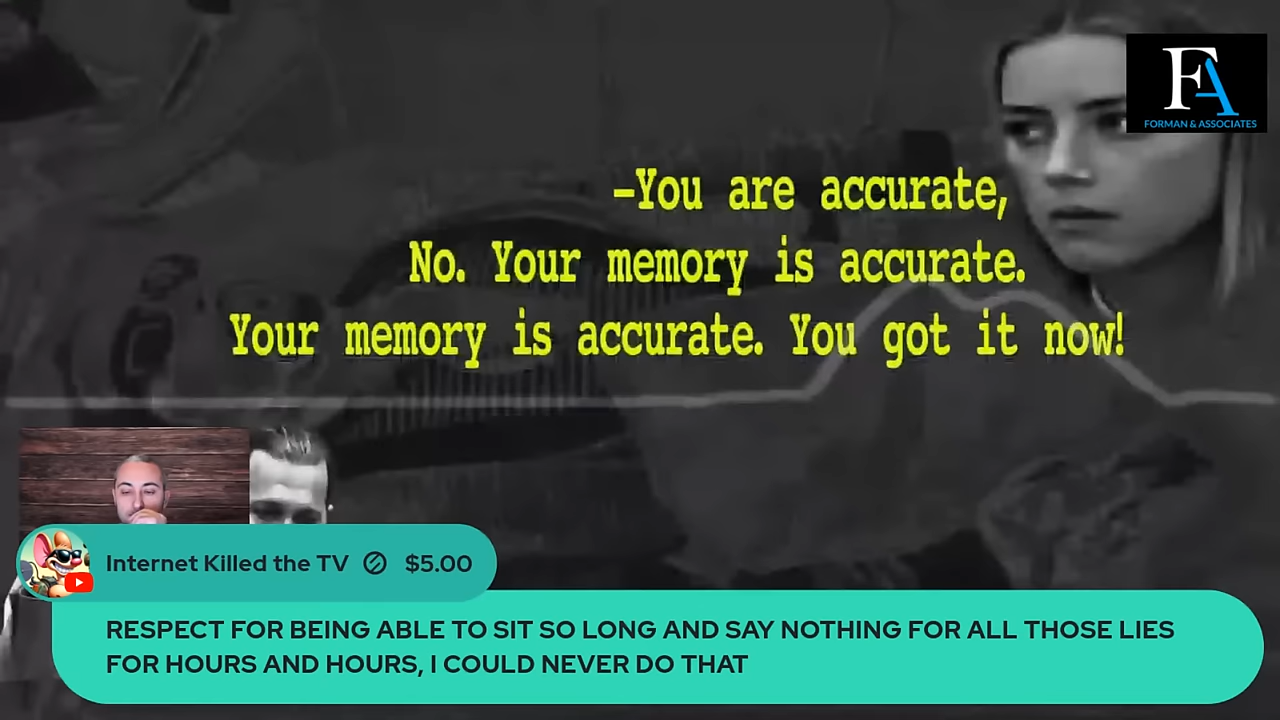 FA
FORMAN & ASSOCIATES
–You are accurate,
No. Your memory is accurate.
Your memory is accurate. You got it now!
Internet Killed the TV $5.00
RESPECT FOR BEING ABLE TO SIT SO LONG AND SAY NOTHING FOR ALL THOSE LIES
FOR HOURS AND HOURS, I COULD NEVER DO THAT